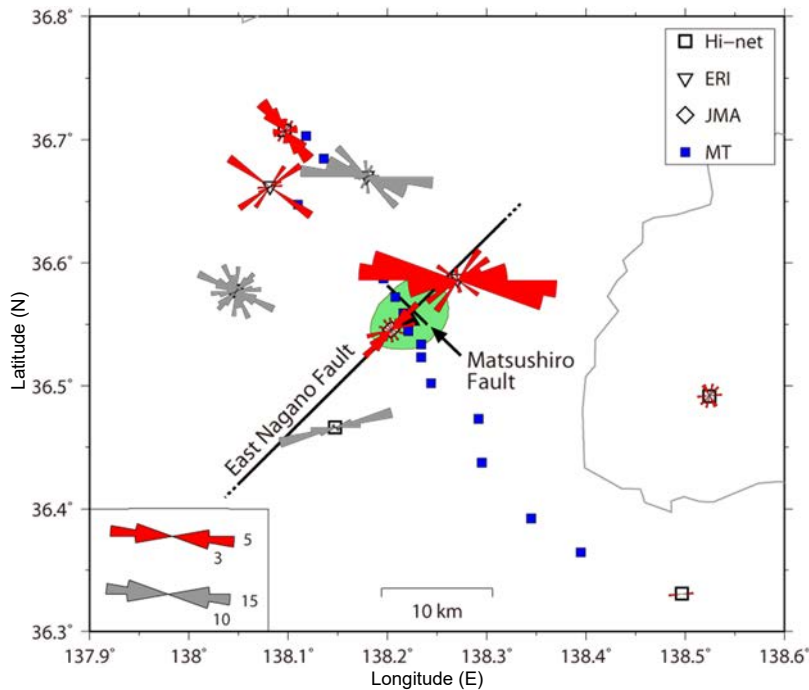 36.8°
36.7°
36.6°
36.5°
36.4°
36.3°
Latitude (N)
Hi-net
ERI
JMA
MT
Matsushiro
Fault
East Nagano Fault
5
3
15
10
10 km
137.9°
138°
138.1°
138.2°
138.3°
138.4°
138.5°
138.6°
Longitude (E)